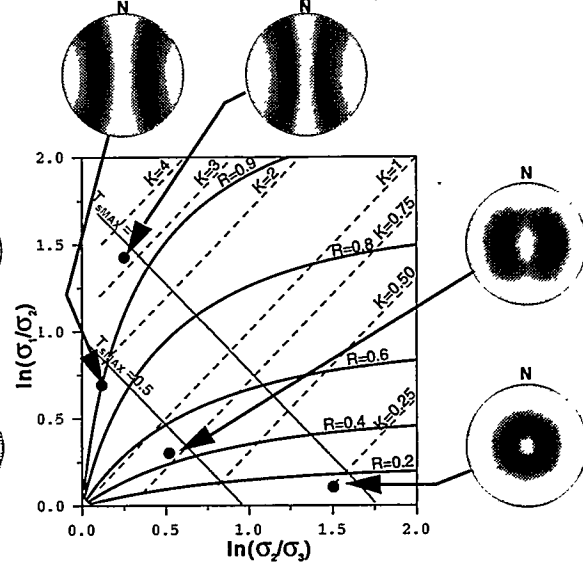 N
N
2.0
1.5
1.0
0.5
0.0
ln(σ1/σ2)
K=4
K=3
R=0.9
K=2
K=1
K=0.75
R=0.8
K=0.50
R=0.6
K=0.25
R=0.4
R=0.2
TsMAX=
TsMAX=0.5
0.0
0.5
1.0
1.5
2.0
ln(σ2/σ3)
N
N